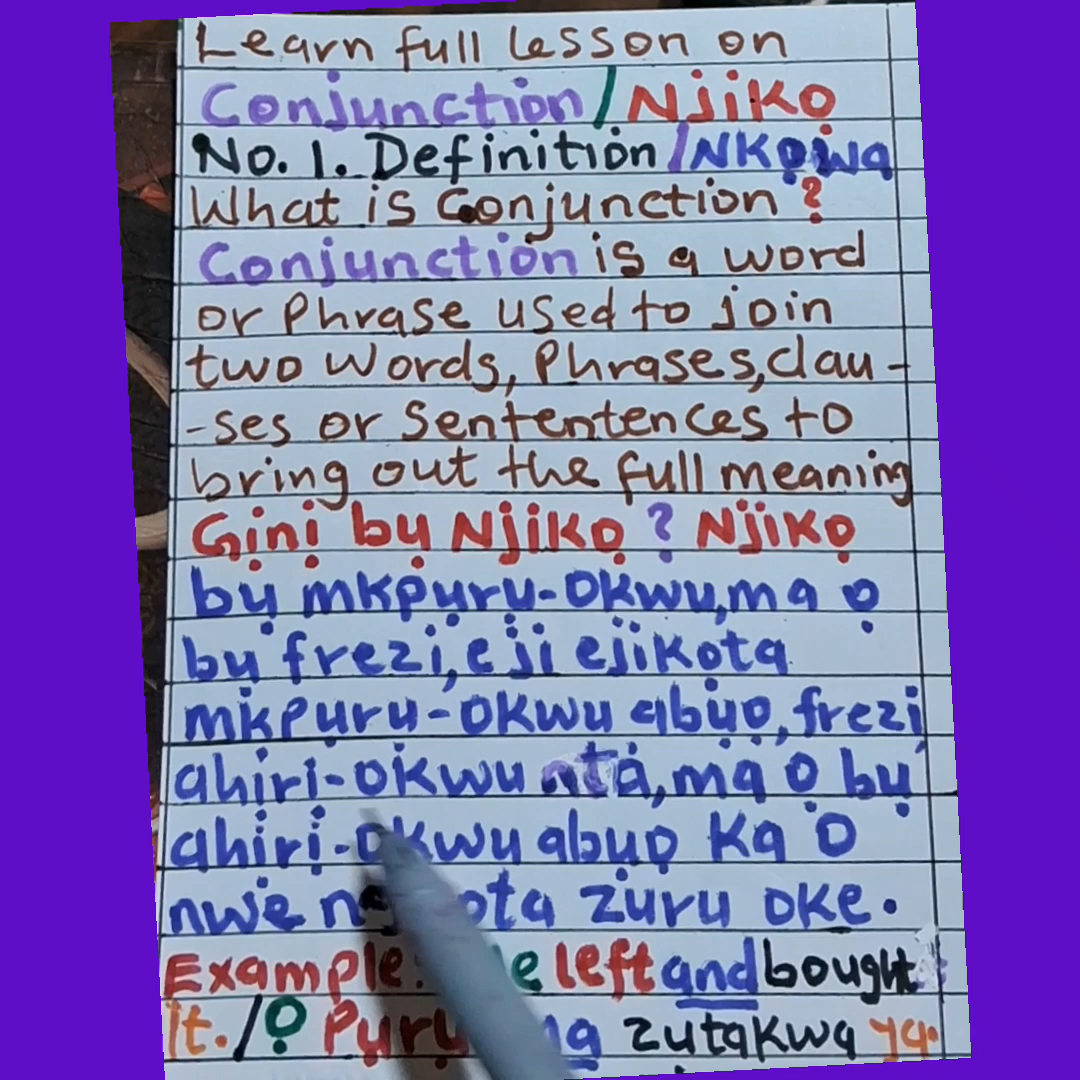 Learn full lesson on
Conjunction/Njikọ
No. 1. Definition/Nkọwa
What is Conjunction?
Conjunction is a word
or Phrase used to join
two Words, Phrases, clau-
-ses or Sententences to
bring out the full meaning
Gịnị bụ Njikọ? Njikọ
bụ mkpụrụ-okwu, ma ọ
bụ frezi, e ji ejikọta
mkpụrụ-okwu abụọ, frezi,
ahịrị-okwu nta, ma ọ bụ
ahịrị-okwu abụọ ka o
nwe zuru oke.
Example: left and bought
It./Ọ zụtakwa ya.